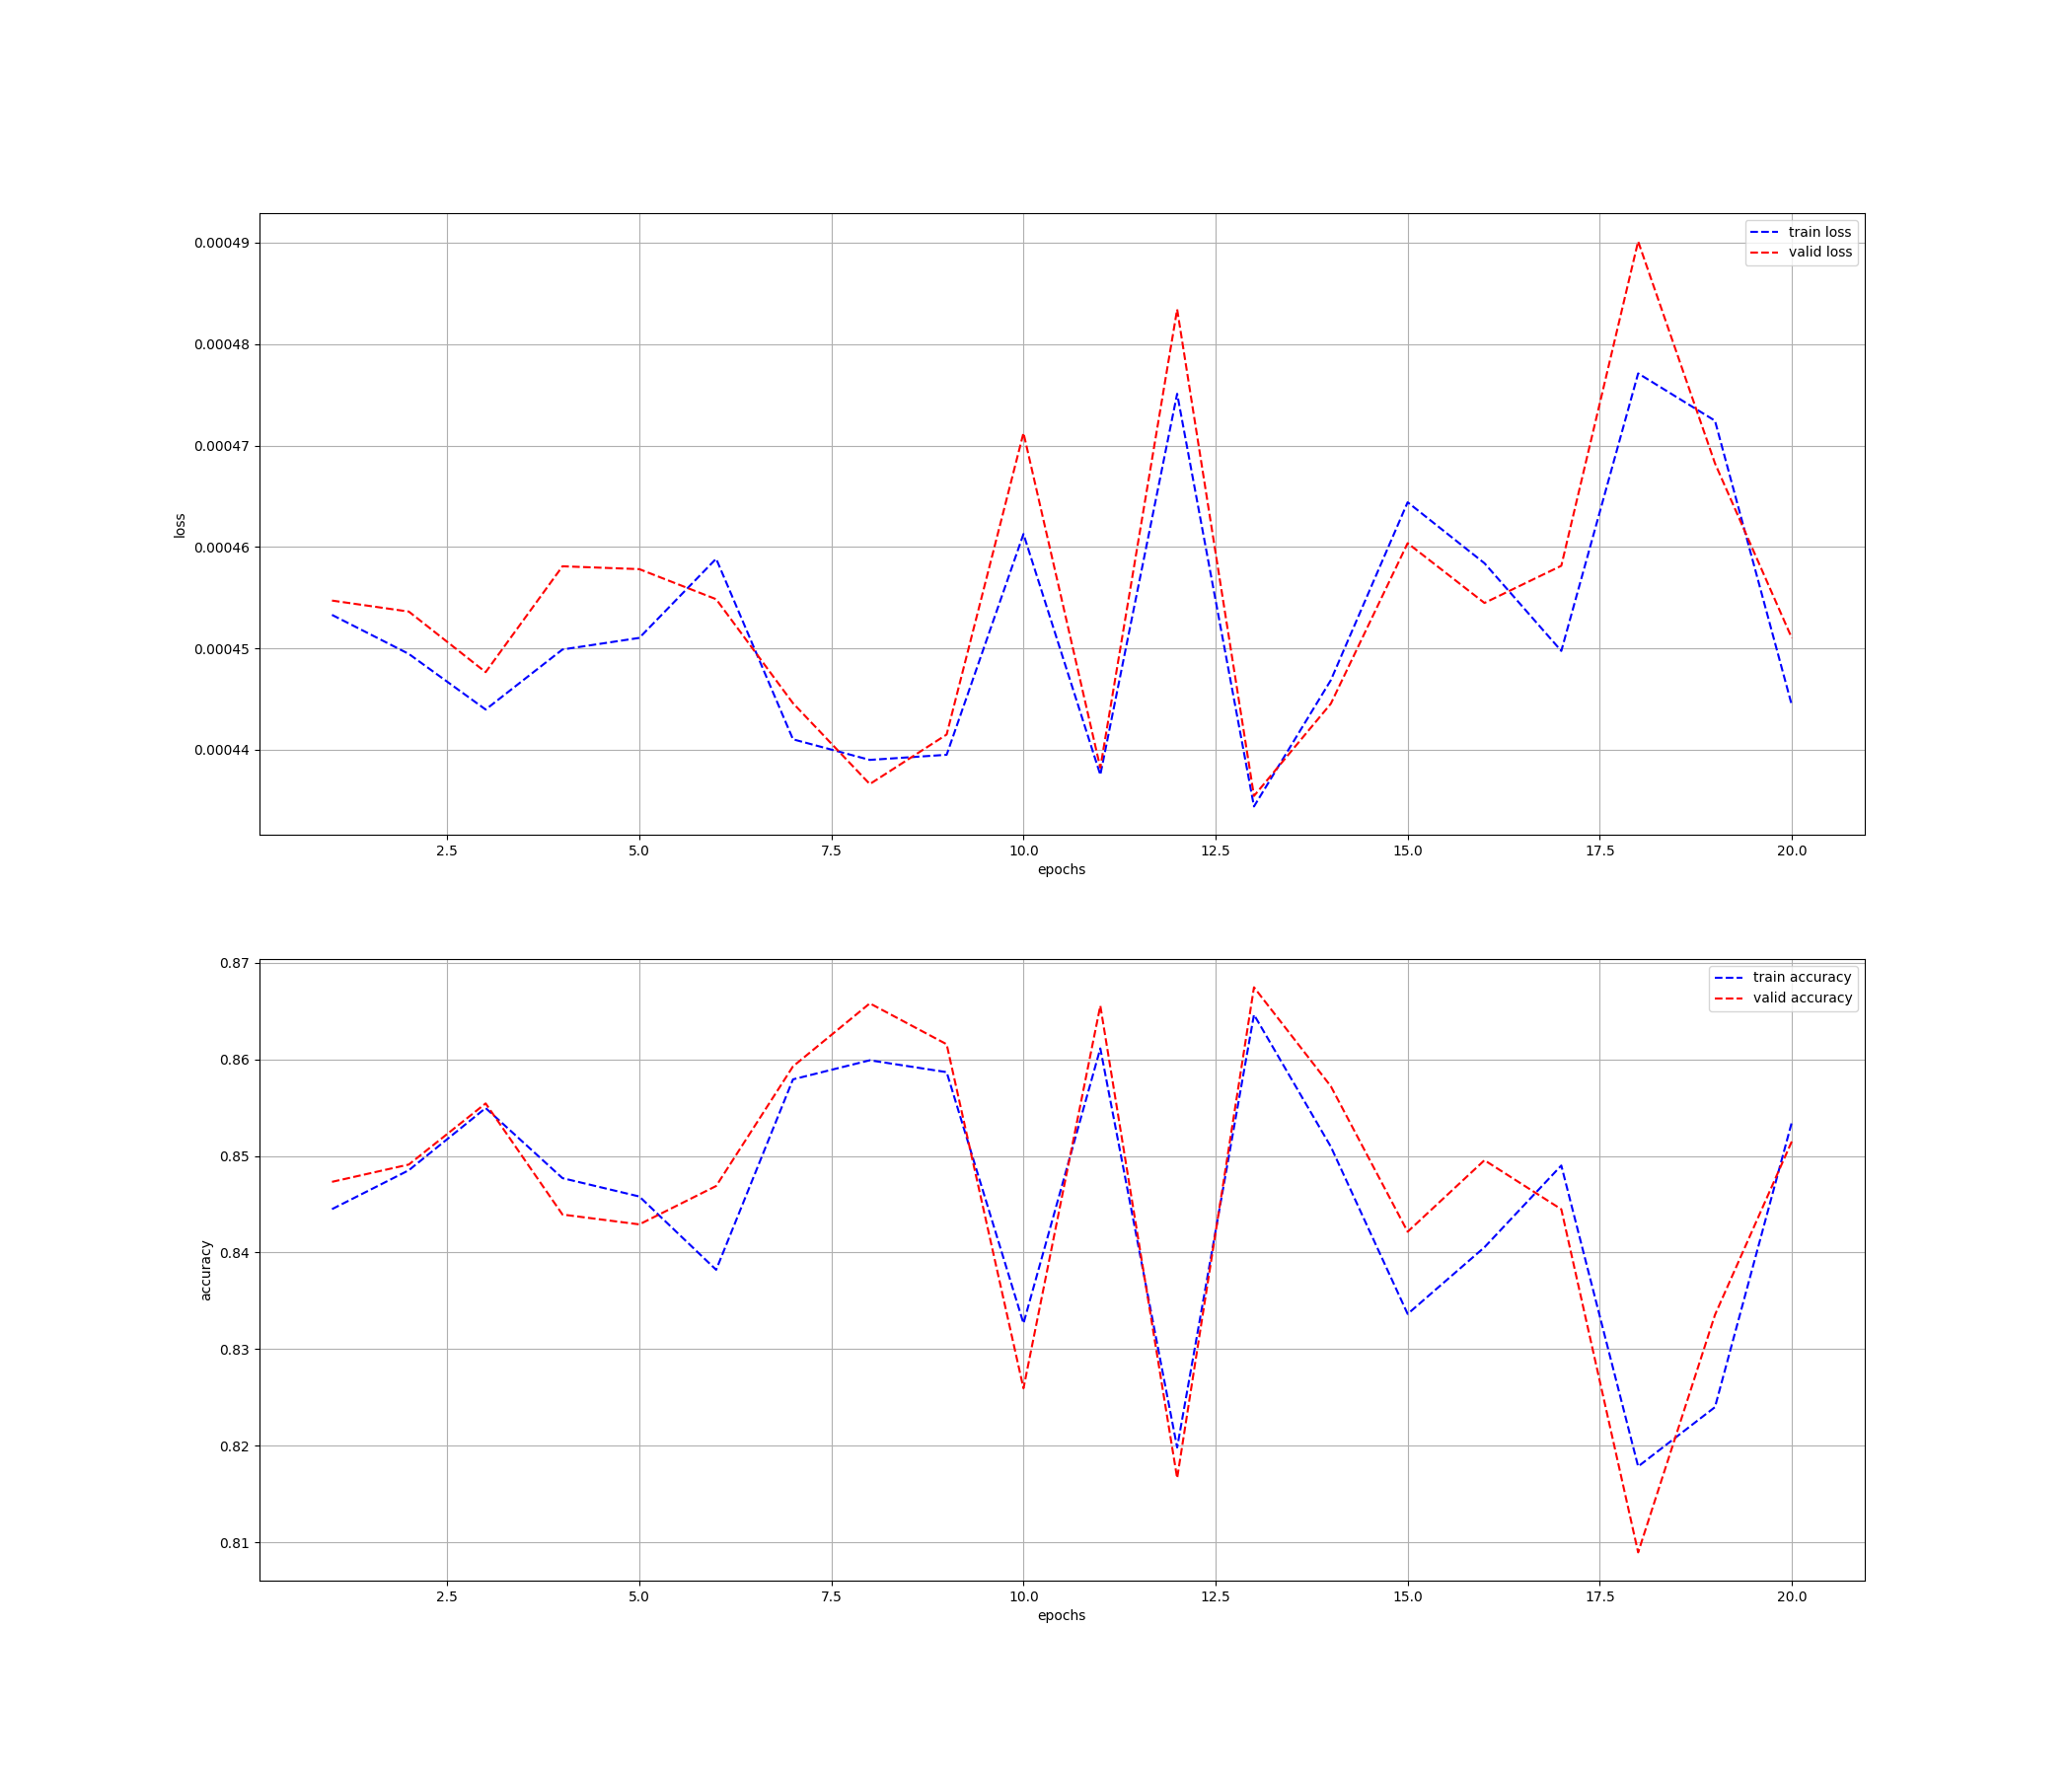 0.00049
0.00048
0.00047
0.00046
0.00045
0.00044
loss
train loss
valid loss
2.5 5.0 7.5 10.0 12.5 15.0 17.5 20.0
epochs
0.87
0.86
0.85
0.84
0.83
0.82
0.81
accuracy
train accuracy
valid accuracy
2.5 5.0 7.5 10.0 12.5 15.0 17.5 20.0
epochs